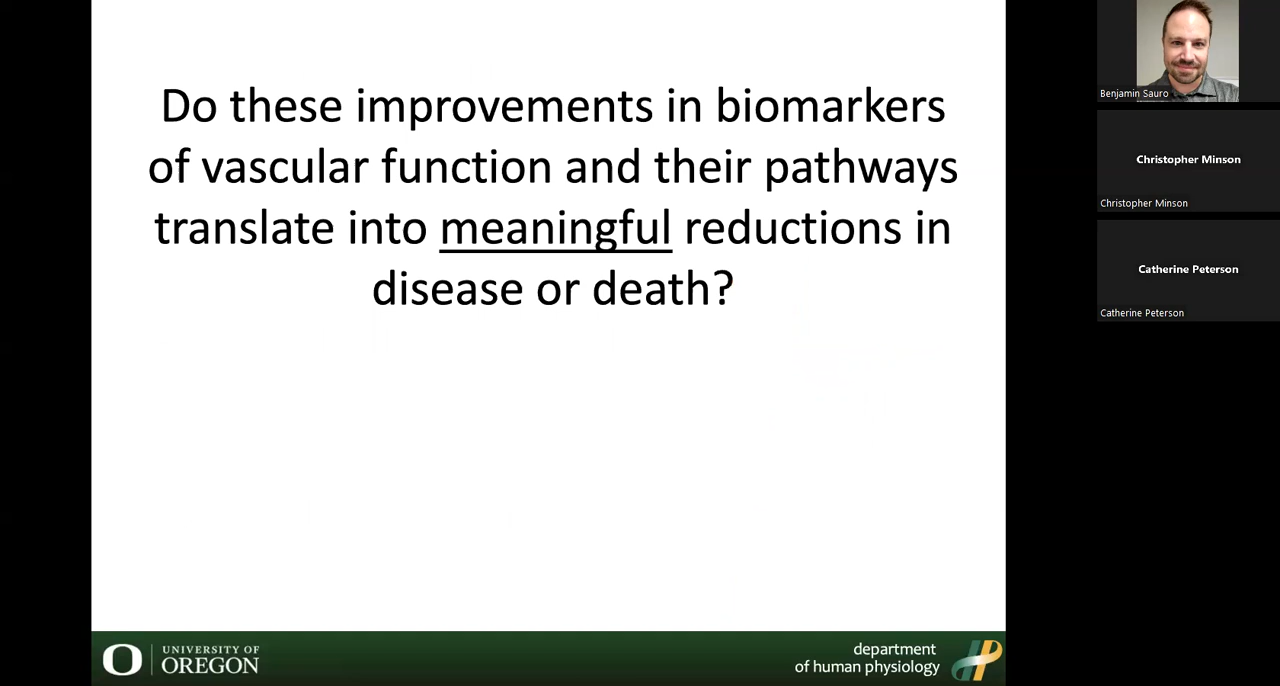 Do these improvements in biomarkers
of vascular function and their pathways
translate into meaningful reductions in
disease or death?
O UNIVERSITY OF
OREGON
department
of human physiology
Benjamin Sauro
Christopher Minson
Christopher Minson
Catherine Peterson
Catherine Peterson